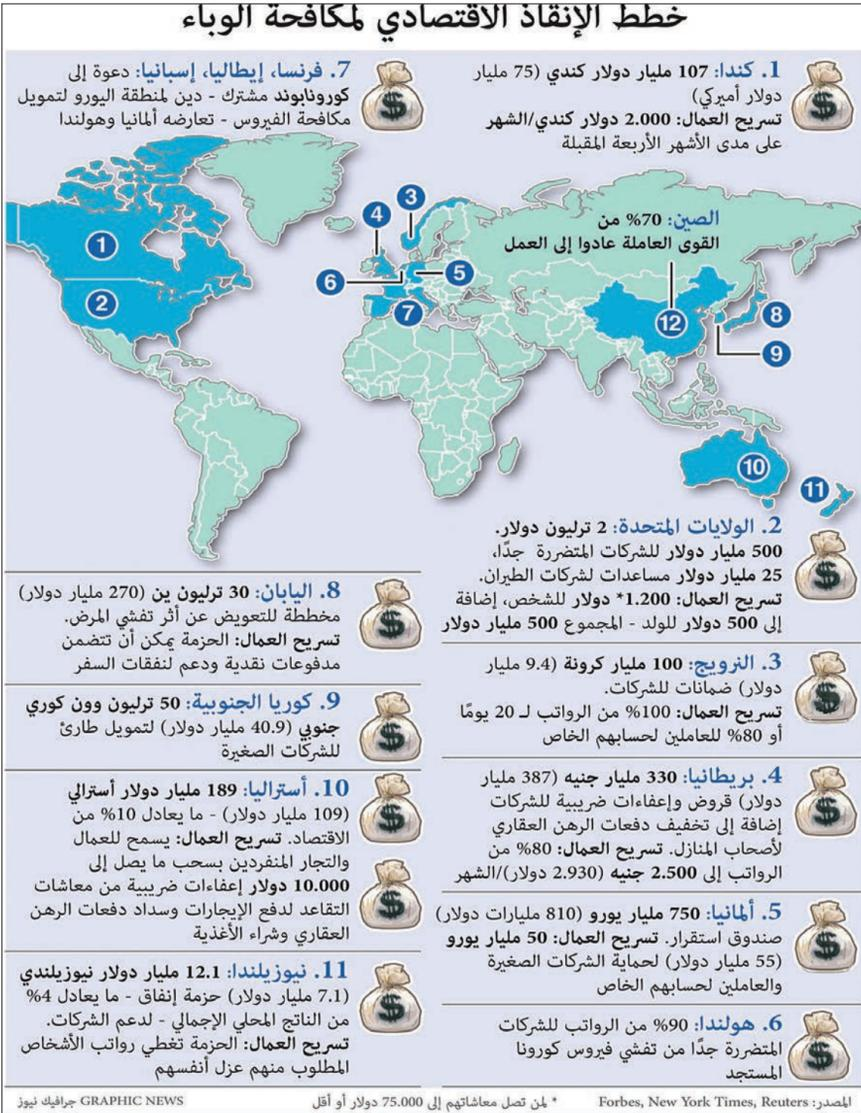 خطط الإنقاذ الاقتصادي لمكافحة الوباء
1. كندا: 107 مليار دولار كندي (75 مليار
دولار أميركي)
تسريح العمال: 2.000 دولار كندي/الشهر
على مدى الأشهر الأربعة المقبلة
7. فرنسا، إيطاليا، إسبانيا: دعوة إلى
كورونابوند مشترك - دين لمنطقة اليورو لتمويل
مكافحة الفيروس - تعارضه ألمانيا وهولندا
الصين: 70% من
القوى العاملة عادوا إلى العمل
1
2
3
4
5
6
7
8
9
10
11
12
2. الولايات المتحدة: 2 ترليون دولار.
500 مليار دولار للشركات المتضررة جدًا،
25 مليار دولار مساعدات لشركات الطيران.
تسريح العمال: 1.200* دولار للشخص، إضافة
إلى 500 دولار للولد - المجموع 500 مليار دولار
3. النرويج: 100 مليار كرونة (9.4 مليار
دولار) ضمانات للشركات.
تسريح العمال: 100% من الرواتب لـ 20 يومًا
أو 80% للعاملين لحسابهم الخاص
4. بريطانيا: 330 مليار جنيه (387 مليار
دولار) قروض وإعفاءات ضريبية للشركات
إضافة إلى تخفيف دفعات الرهن العقاري
لأصحاب المنازل. تسريح العمال: 80% من
الرواتب إلى 2.500 جنيه (2.930 دولار)/الشهر
5. ألمانيا: 750 مليار يورو (810 مليارات دولار)
صندوق استقرار. تسريح العمال: 50 مليار يورو
(55 مليار دولار) لحماية الشركات الصغيرة
والعاملين لحسابهم الخاص
6. هولندا: 90% من الرواتب للشركات
المتضررة جدًا من تفشي فيروس كورونا
المستجد
8. اليابان: 30 ترليون ين (270 مليار دولار)
مخططة للتعويض عن أثر تفشي المرض.
تسريح العمال: الحزمة يمكن أن تتضمن
مدفوعات نقدية ودعم لنفقات السفر
9. كوريا الجنوبية: 50 ترليون وون كوري
جنوبي (40.9 مليار دولار) لتمويل طارئ
للشركات الصغيرة
10. أستراليا: 189 مليار دولار أسترالي
(109 مليار دولار) - ما يعادل 10% من
الاقتصاد. تسريح العمال: يسمح للعمال
والتجار المنفردين بسحب ما يصل إلى
10.000 دولار إعفاءات ضريبية من معاشات
التقاعد لدفع الإيجارات وسداد دفعات الرهن
العقاري وشراء الأغذية
11. نيوزيلندا: 12.1 مليار دولار نيوزيلندي
(7.1 مليار دولار) حزمة إنفاق - ما يعادل 4%
من الناتج المحلي الإجمالي - لدعم الشركات.
تسريح العمال: الحزمة تغطي رواتب الأشخاص
المطلوب منهم عزل أنفسهم
المصدر: Forbes, New York Times, Reuters
* لمن تصل معاشاتهم إلى 75.000 دولار أو أقل
GRAPHIC NEWS جرافيك نيوز